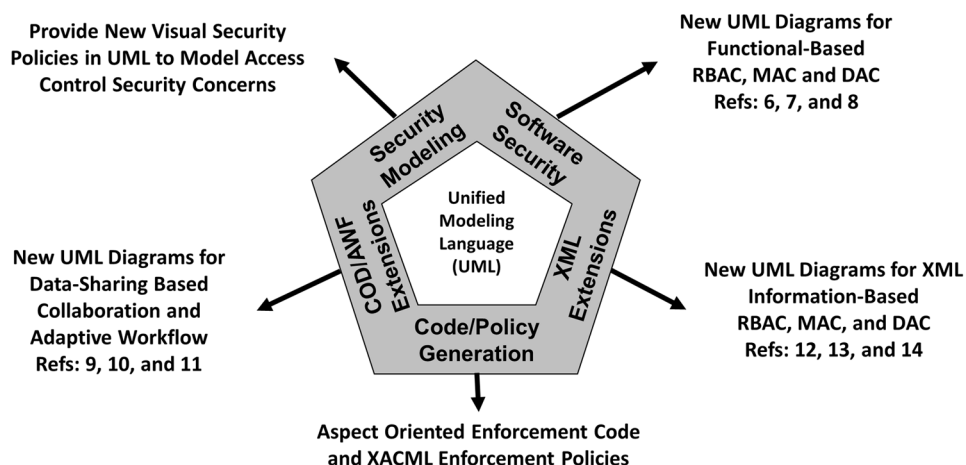 Provide New Visual Security
Policies in UML to Model Access
Control Security Concerns
New UML Diagrams for
Functional-Based
RBAC, MAC and DAC
Refs: 6, 7, and 8
Security
Modeling
Software
Security
Unified
Modeling
Language
(UML)
COD/AWF
Extensions
XML
Extensions
Code/Policy
Generation
New UML Diagrams for
Data-Sharing Based
Collaboration and
Adaptive Workflow
Refs: 9, 10, and 11
New UML Diagrams for XML
Information-Based
RBAC, MAC, and DAC
Refs: 12, 13, and 14
Aspect Oriented Enforcement Code
and XACML Enforcement Policies